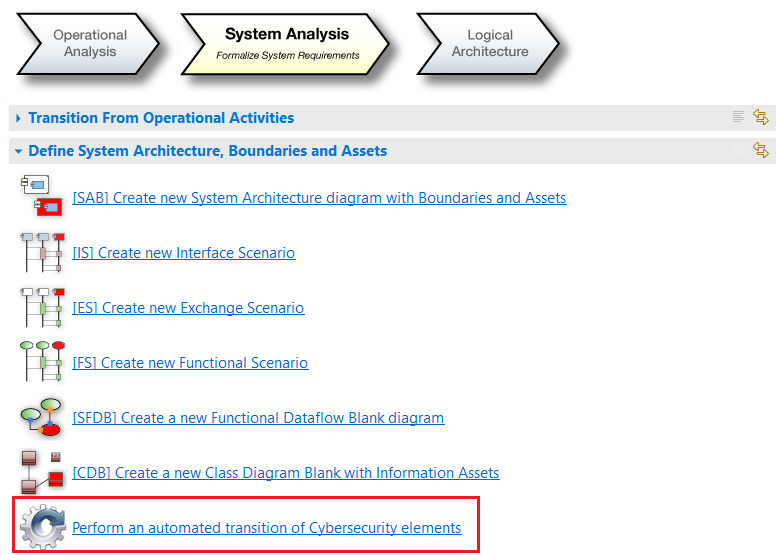 Operational
Analysis
System Analysis
Formalize System Requirements
Logical
Architecture
Transition From Operational Activities
Define System Architecture, Boundaries and Assets
[SAB] Create new System Architecture diagram with Boundaries and Assets
[IS] Create new Interface Scenario
[ES] Create new Exchange Scenario
[FS] Create new Functional Scenario
[SFDB] Create a new Functional Dataflow Blank diagram
[CDB] Create a new Class Diagram Blank with Information Assets
Perform an automated transition of Cybersecurity elements